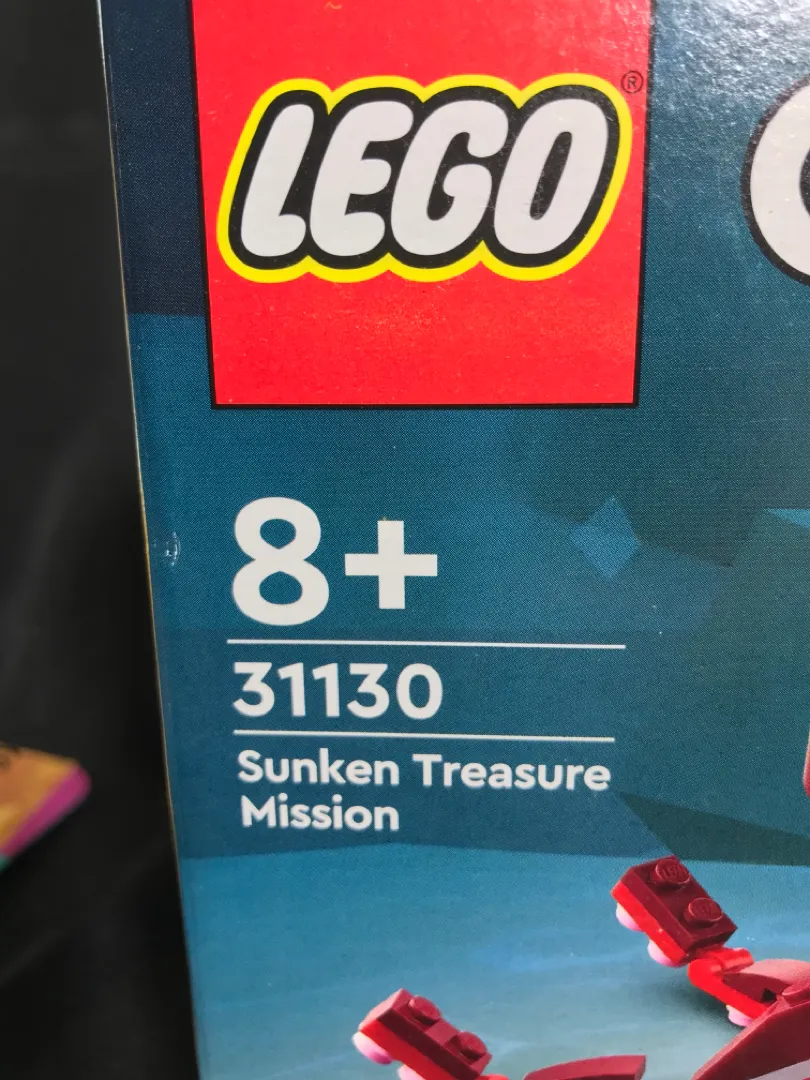 LEGO®
8+
31130
Sunken Treasure
Mission